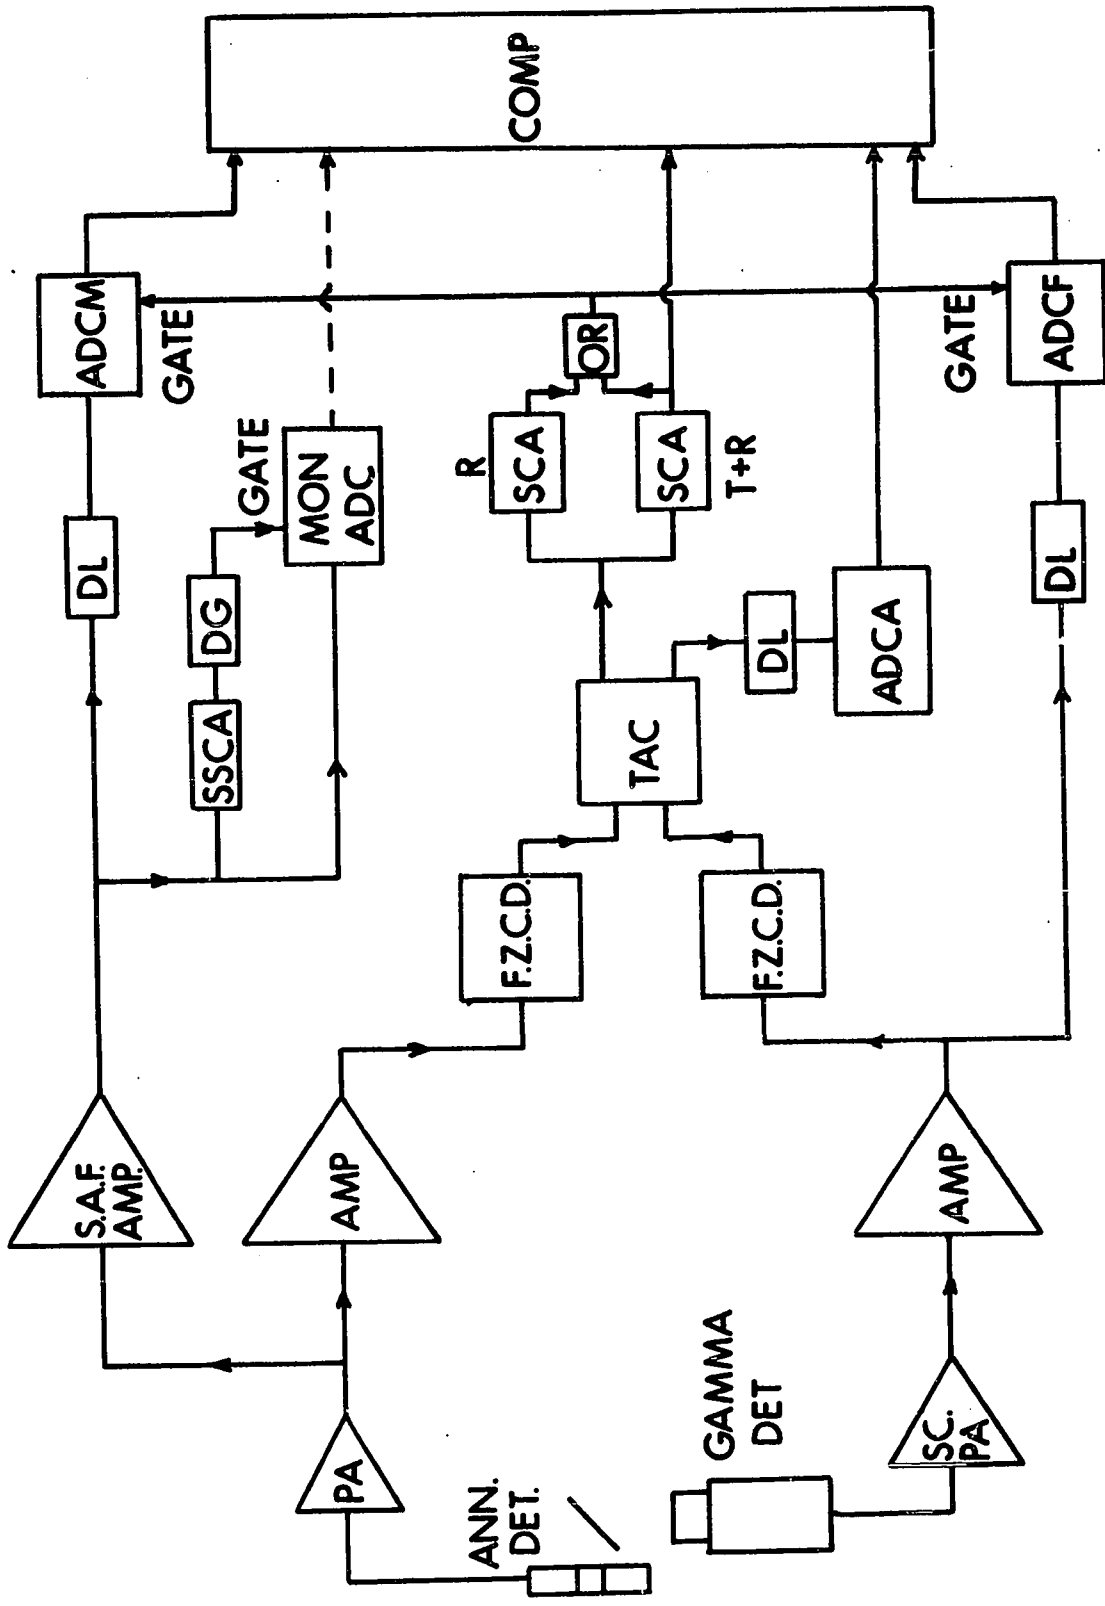 COMP
ADCM
GATE
DL
GATE
MON
ADC
DG
SSCA
R
SCA
OR
SCA
T+R
GATE
ADCF
DL
DL
ADCA
TAC
F.Z.C.D.
F.Z.C.D.
S.A.F.
AMP.
AMP
AMP
PA
ANN.
DET.
GAMMA
DET
SC.
PA